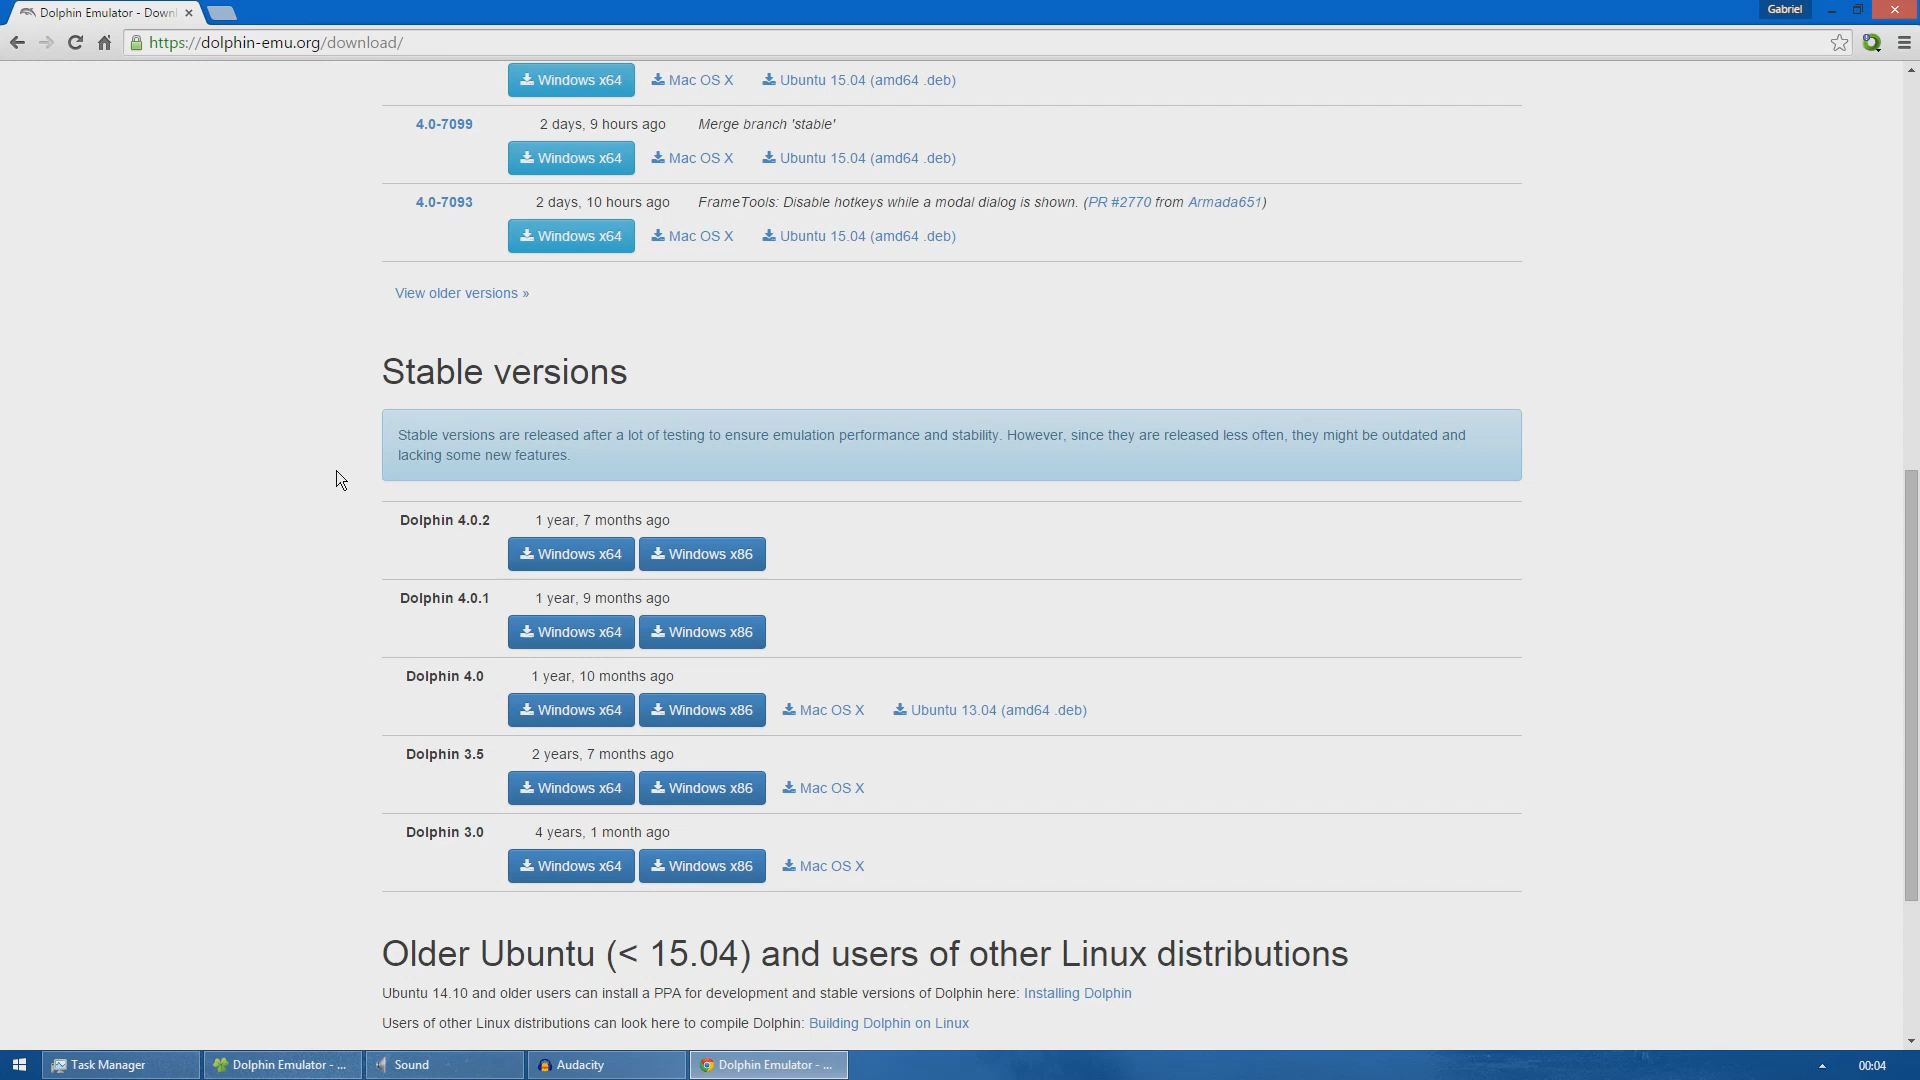 Dolphin Emulator - Downl
Gabriel
https://dolphin-emu.org/download/
Windows x64 Mac OS X Ubuntu 15.04 (amd64 .deb)
4.0-7099 2 days, 9 hours ago Merge branch 'stable'
Windows x64 Mac OS X Ubuntu 15.04 (amd64 .deb)
4.0-7093 2 days, 10 hours ago FrameTools: Disable hotkeys while a modal dialog is shown. (PR #2770 from Armada651)
Windows x64 Mac OS X Ubuntu 15.04 (amd64 .deb)
View older versions »
Stable versions
Stable versions are released after a lot of testing to ensure emulation performance and stability. However, since they are released less often, they might be outdated and
lacking some new features.
Dolphin 4.0.2 1 year, 7 months ago
Windows x64 Windows x86
Dolphin 4.0.1 1 year, 9 months ago
Windows x64 Windows x86
Dolphin 4.0 1 year, 10 months ago
Windows x64 Windows x86 Mac OS X Ubuntu 13.04 (amd64 .deb)
Dolphin 3.5 2 years, 7 months ago
Windows x64 Windows x86 Mac OS X
Dolphin 3.0 4 years, 1 month ago
Windows x64 Windows x86 Mac OS X
Older Ubuntu (< 15.04) and users of other Linux distributions
Ubuntu 14.10 and older users can install a PPA for development and stable versions of Dolphin here: Installing Dolphin
Users of other Linux distributions can look here to compile Dolphin: Building Dolphin on Linux
Task Manager Dolphin Emulator - ... Sound Audacity Dolphin Emulator - ... 00:04